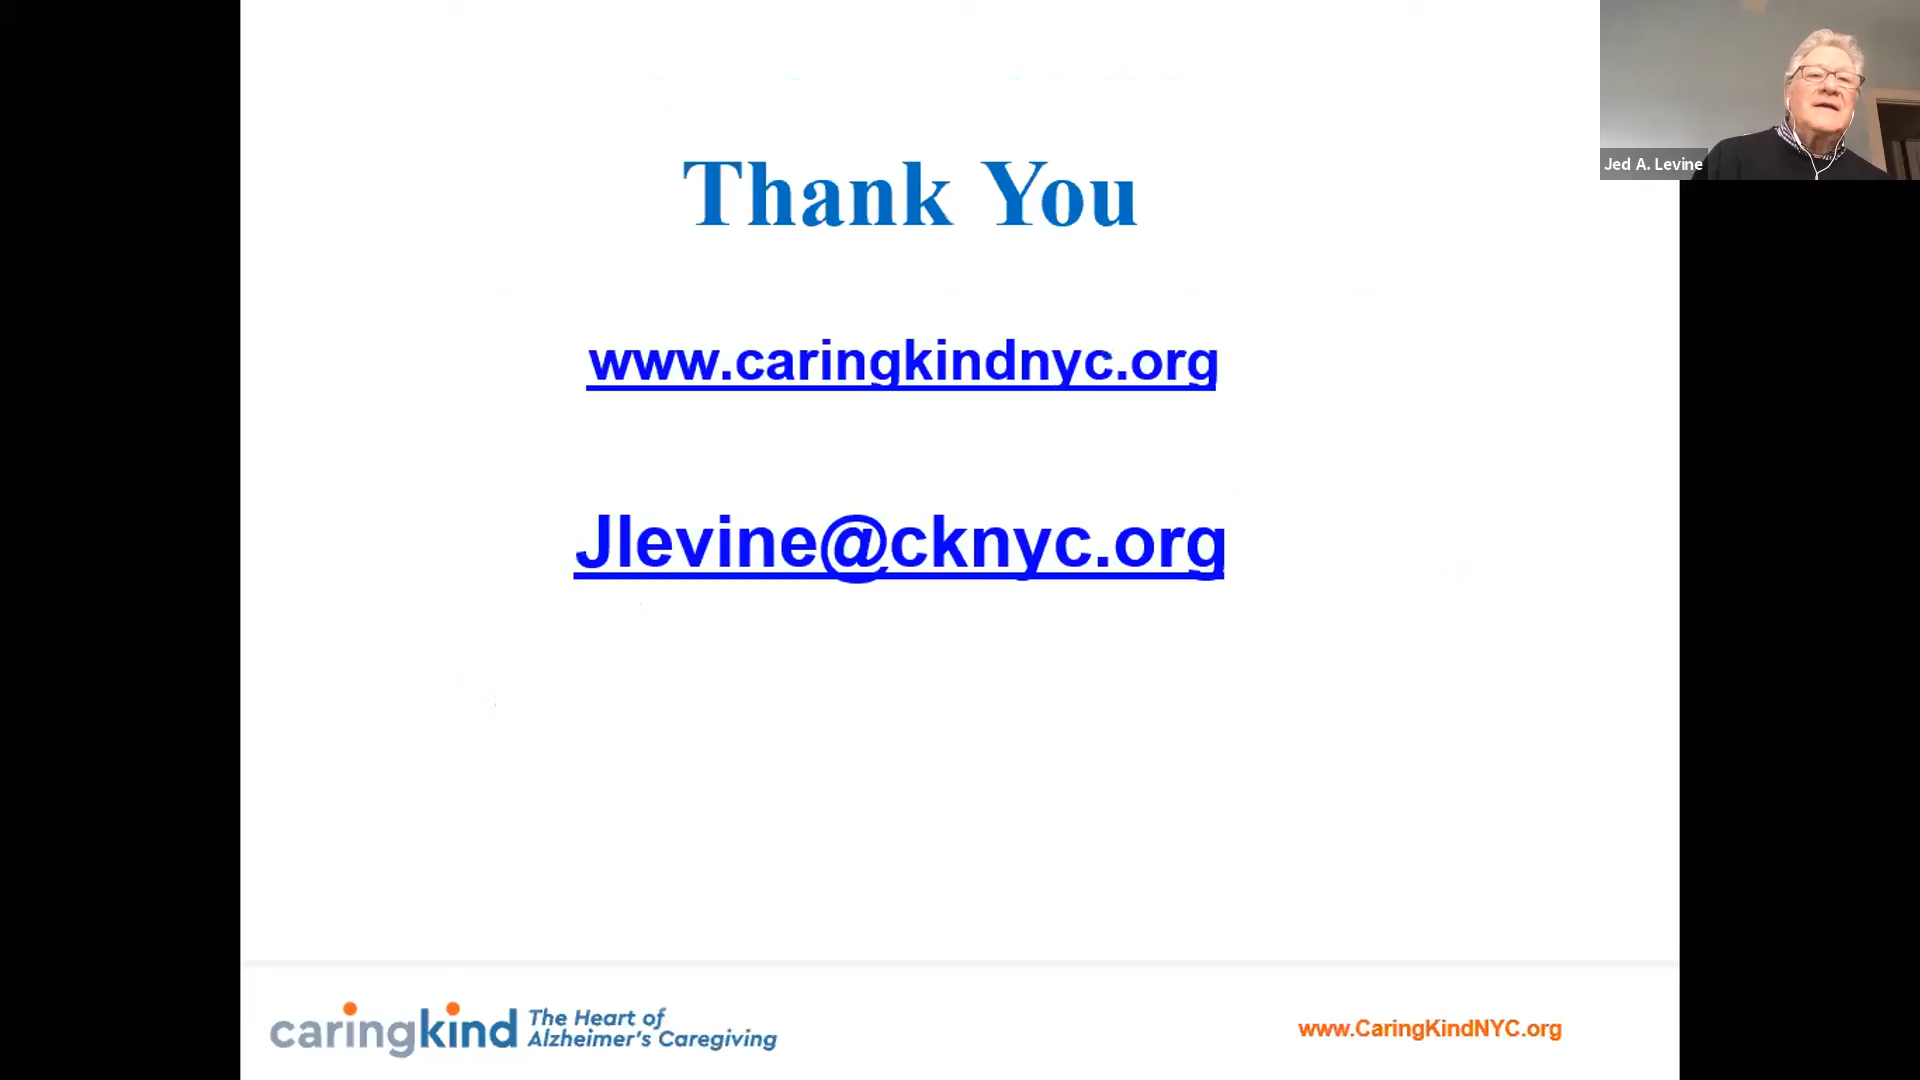 Jed A. Levine
Thank You
www.caringkindnyc.org
Jlevine@cknyc.org
caringkind
The Heart of
Alzheimer's Caregiving
www.CaringKindNYC.org